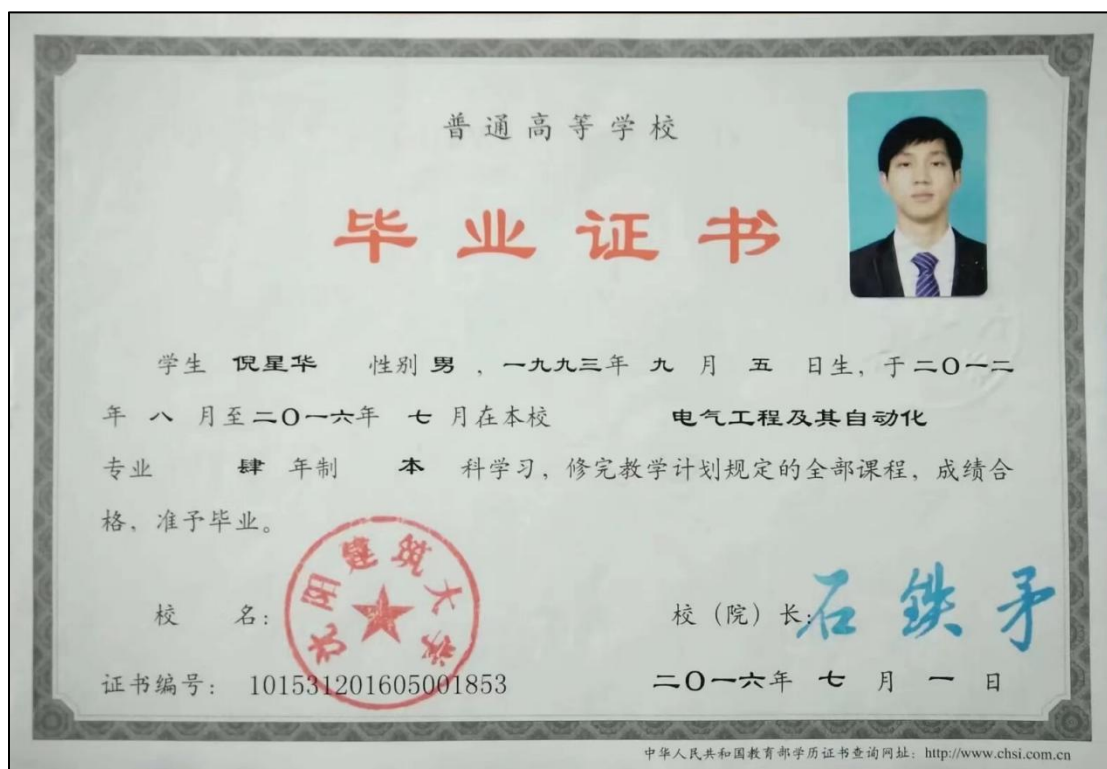 普通高等学校
毕业证书
学生 倪星华 性别 男 ，一九九三年 九 月 五 日生，于二〇一二
年 八 月至二〇一六年 七 月在本校 电气工程及其自动化
专业 肆 年制 本 科学习，修完教学计划规定的全部课程，成绩合
格，准予毕业。
沈阳建筑大学
校 名： 校（院）长：石铁矛
证书编号： 101531201605001853 二〇一六年 七 月 一 日
中华人民共和国教育部学历证书查询网址：http://www.chsi.com.cn